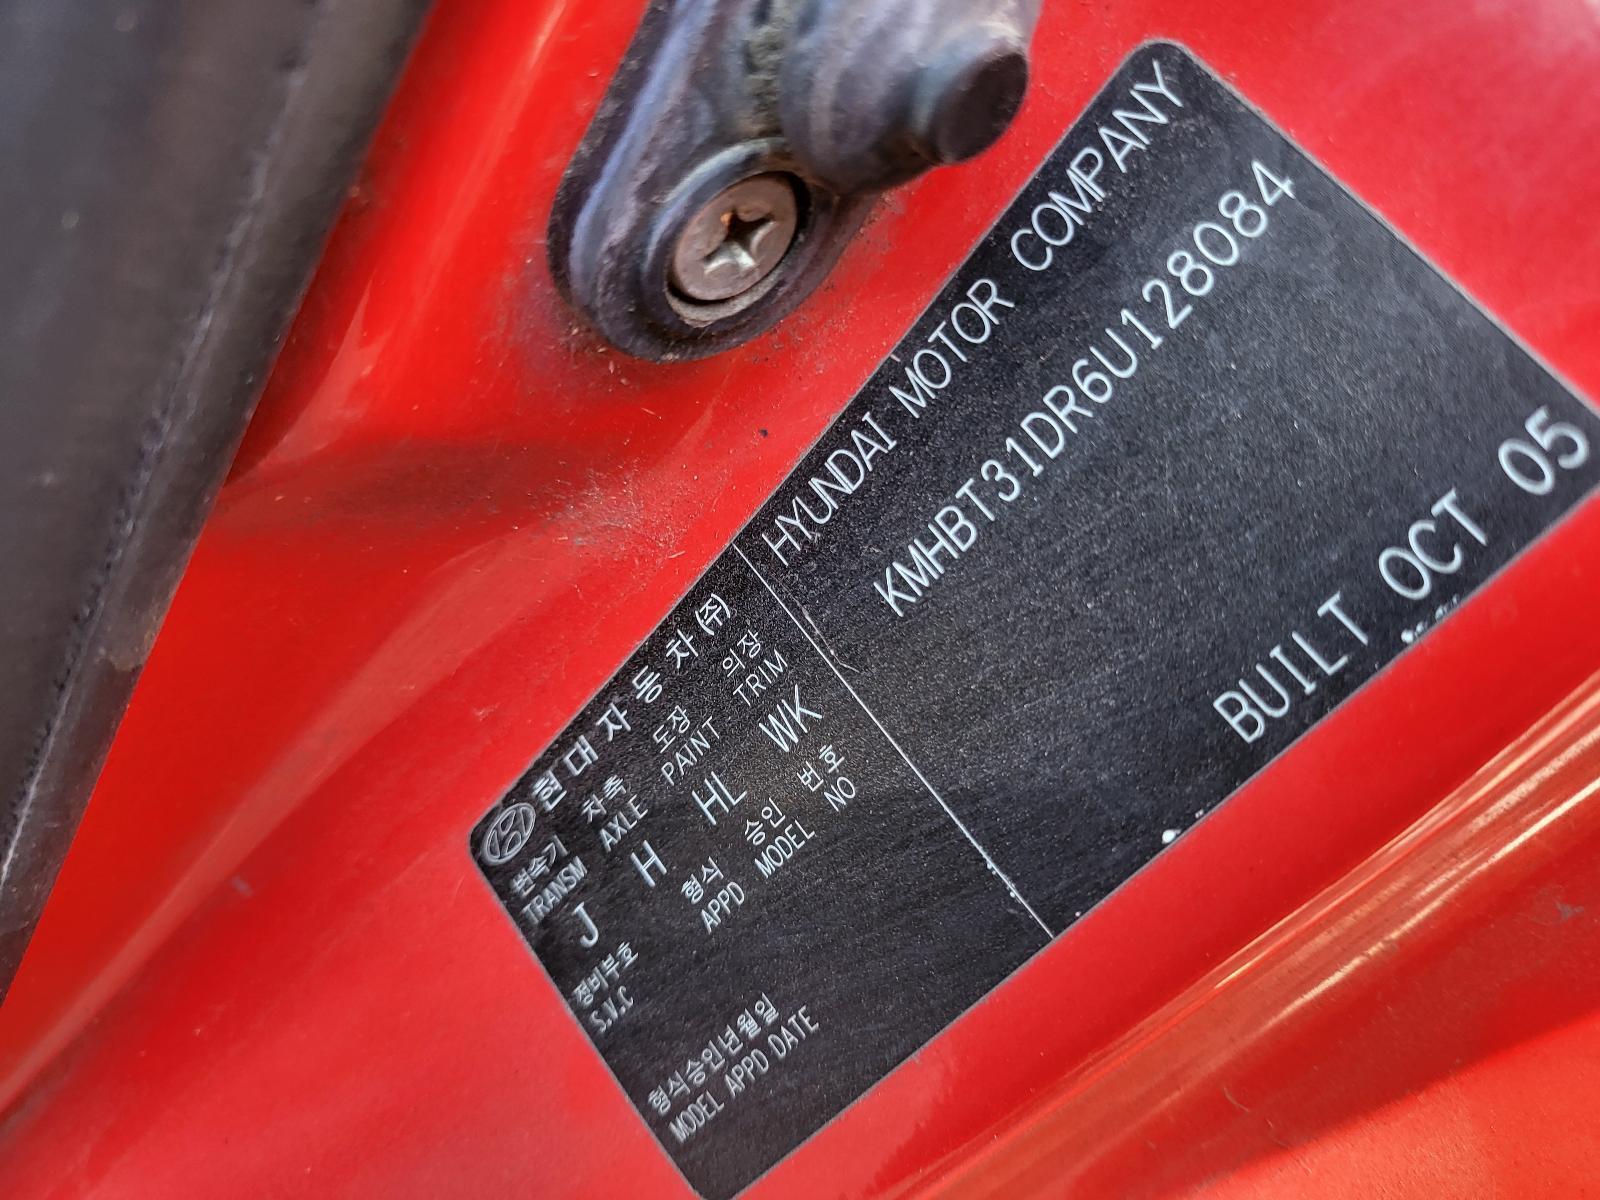 현대자동차(주)
HYUNDAI MOTOR COMPANY
변속기 차축 도장 의장
TRANSM AXLE PAINT TRIM
J H HL WK
정비부호 형식 승인 번호
S.V.C APPD MODEL NO
형식승인년월일
MODEL APPD DATE
KMHBT31DR6U128084
BUILT OCT 05